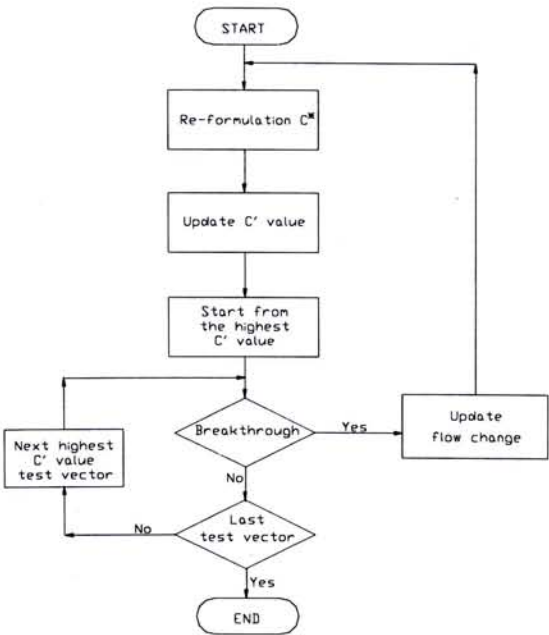 START
Re-formulation C*
Update C' value
Start from
the highest
C' value
Breakthrough
Yes
Update
flow change
Next highest
C' value
test vector
No
No
Last
test vector
Yes
END